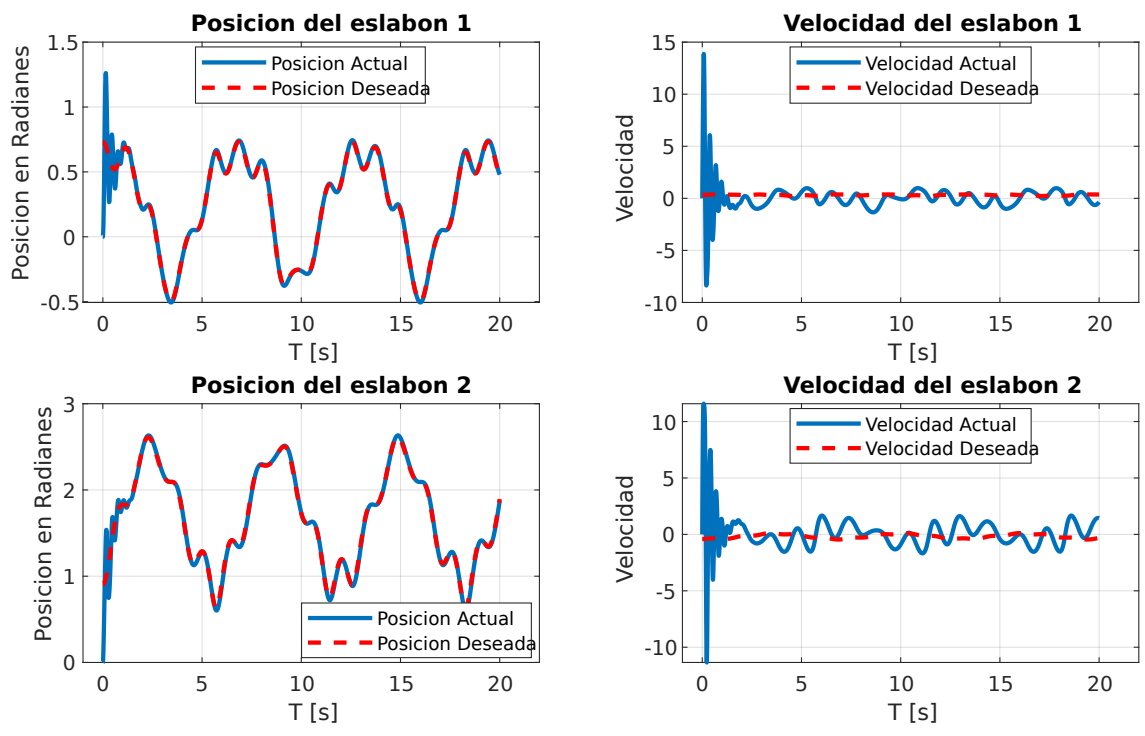 Posicion del eslabon 1
1.5
1
0.5
0
-0.5
Posicion en Radianes
Posicion Actual
Posicion Deseada
0 5 10 15 20
T [s]
Velocidad del eslabon 1
15
10
5
0
-5
-10
Velocidad
Velocidad Actual
Velocidad Deseada
0 5 10 15 20
T [s]
Posicion del eslabon 2
3
2
1
0
Posicion en Radianes
Posicion Actual
Posicion Deseada
0 5 10 15 20
T [s]
Velocidad del eslabon 2
10
5
0
-5
-10
Velocidad
Velocidad Actual
Velocidad Deseada
0 5 10 15 20
T [s]